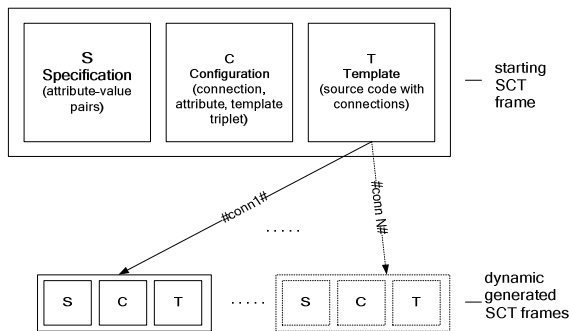 S
Specification
(attribute-value
pairs)
C
Configuration
(connection,
attribute, template
triplet)
T
Template
(source code with
connections)
starting
SCT
frame
#conn1#
#conn N#
.....
S
C
T
.....
S
C
T
dynamic
generated
SCT frames